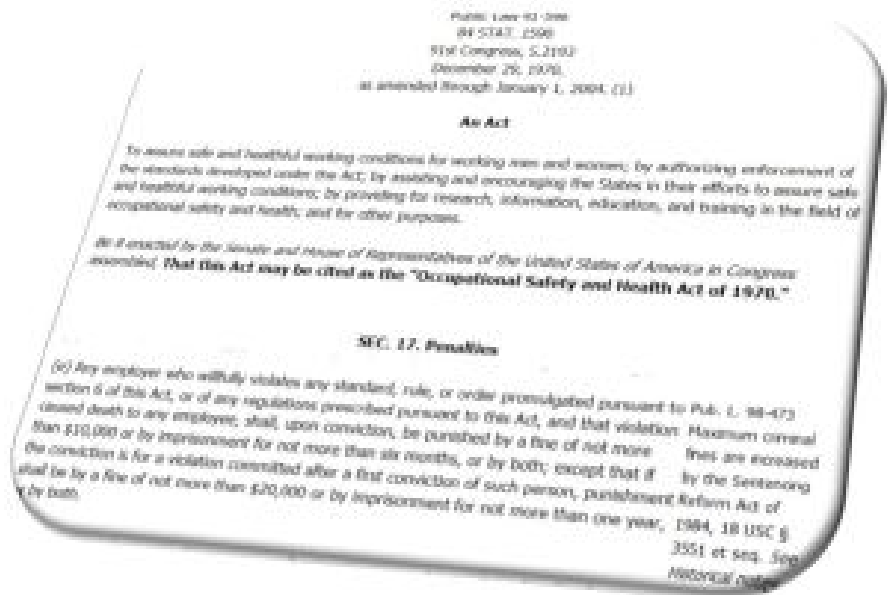 Public Law 91-596
84 STAT. 1590
91st Congress, S.2193
December 29, 1970,
as amended through January 1, 2004. (1)
An Act
To assure safe and healthful working conditions for working men and women; by authorizing enforcement of
the standards developed under the Act; by assisting and encouraging the States in their efforts to assure safe
and healthful working conditions; by providing for research, information, education, and training in the field of
occupational safety and health; and for other purposes.
Be it enacted by the Senate and House of Representatives of the United States of America in Congress
assembled, That this Act may be cited as the "Occupational Safety and Health Act of 1970."
SEC. 17. Penalties
(e) Any employer who willfully violates any standard, rule, or order promulgated pursuant to
section 6 of this Act, or of any regulations prescribed pursuant to this Act, and that violation
caused death to any employee, shall, upon conviction, be punished by a fine of not more
than $10,000 or by imprisonment for not more than six months, or by both; except that if
the conviction is for a violation committed after a first conviction of such person, punishment
shall be by a fine of not more than $20,000 or by imprisonment for not more than one year,
by both
Pub. L. 98-473
Maximum criminal
fines are increased
by the Sentencing
Reform Act of
1984, 18 USC §
3551 et seq. See
Historical notes